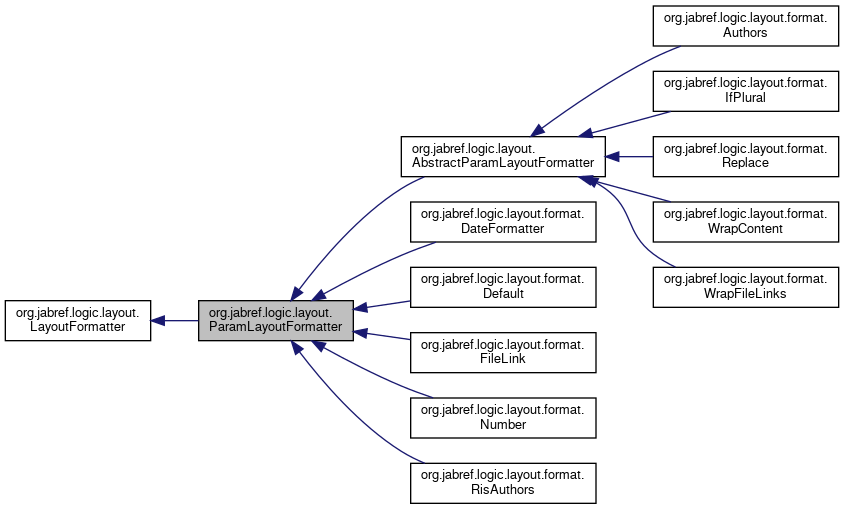 org.jabref.logic.layout.
LayoutFormatter
org.jabref.logic.layout.
ParamLayoutFormatter
org.jabref.logic.layout.
AbstractParamLayoutFormatter
org.jabref.logic.layout.format.
DateFormatter
org.jabref.logic.layout.format.
Default
org.jabref.logic.layout.format.
FileLink
org.jabref.logic.layout.format.
Number
org.jabref.logic.layout.format.
RisAuthors
org.jabref.logic.layout.format.
Authors
org.jabref.logic.layout.format.
IfPlural
org.jabref.logic.layout.format.
Replace
org.jabref.logic.layout.format.
WrapContent
org.jabref.logic.layout.format.
WrapFileLinks